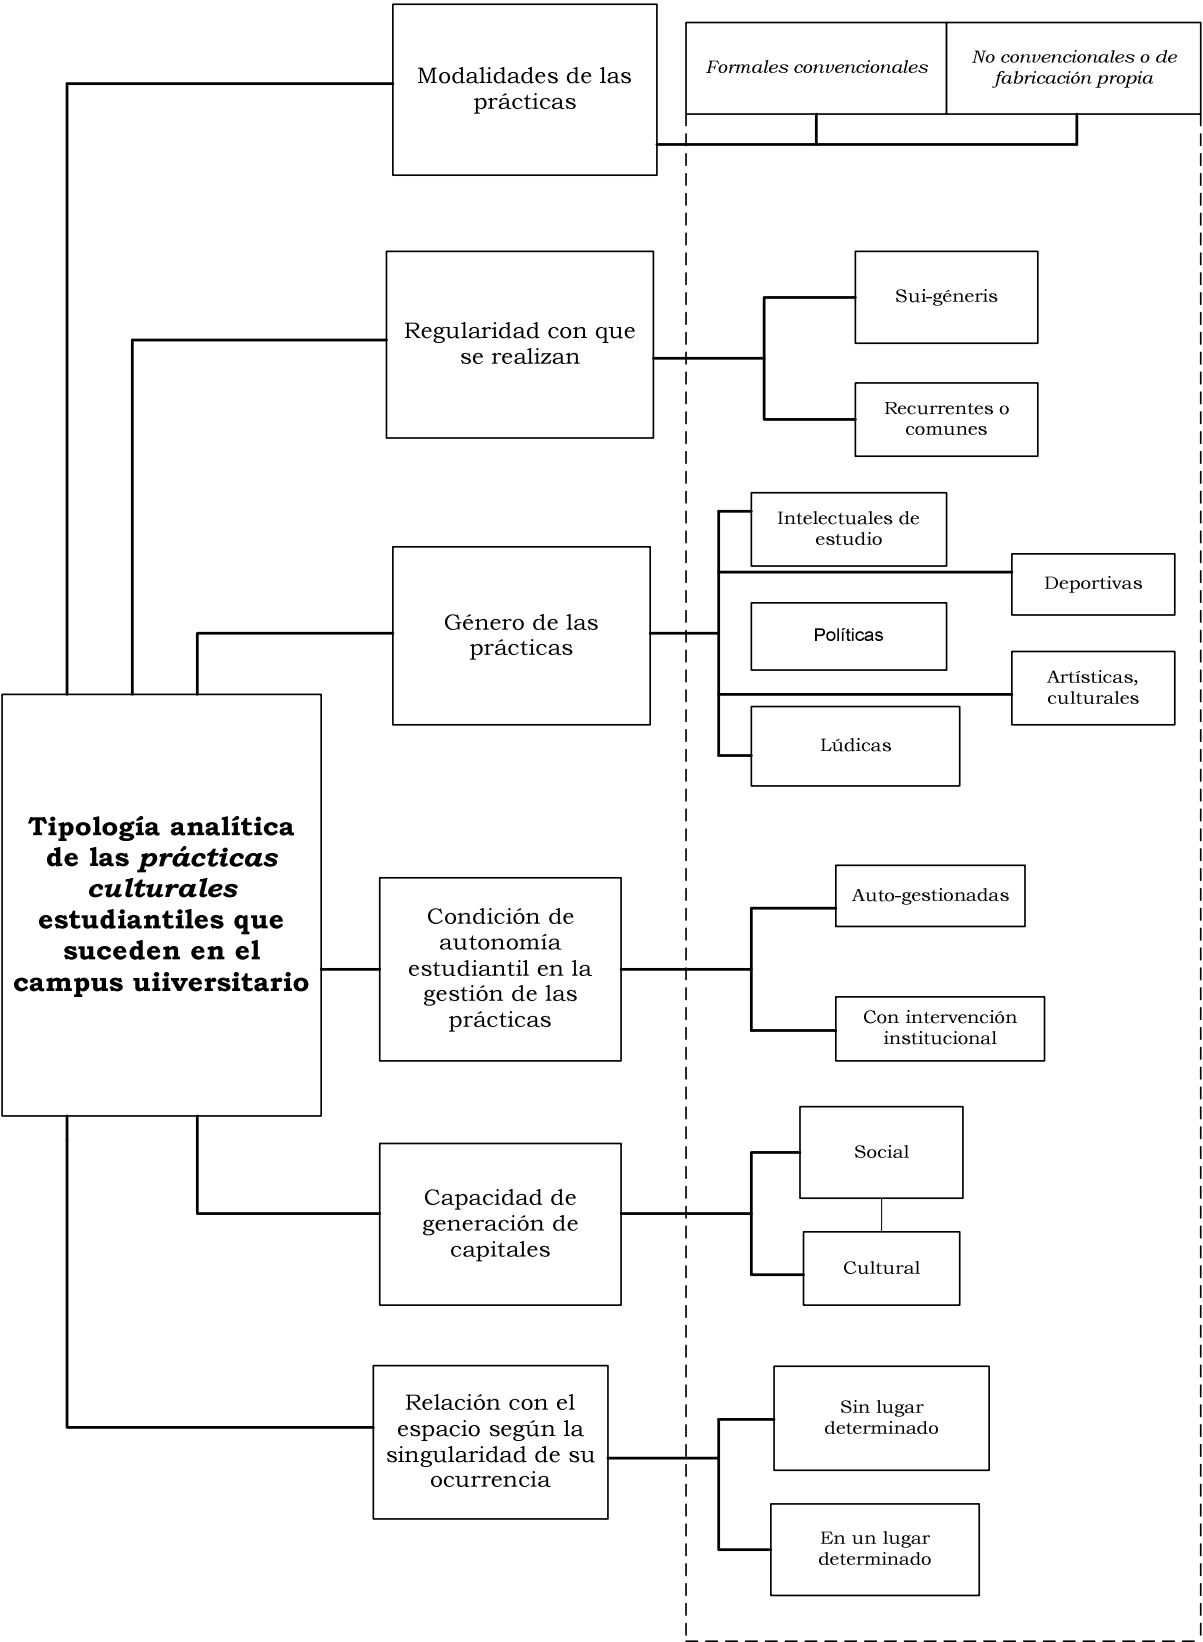 Modalidades de las
prácticas
Formales convencionales
No convencionales o de
fabricación propia
Regularidad con que
se realizan
Sui-géneris
Recurrentes o
comunes
Género de las
prácticas
Intelectuales de
estudio
Deportivas
Políticas
Artísticas,
culturales
Lúdicas
Tipología analítica
de las prácticas
culturales
estudiantiles que
suceden en el
campus uiiversitario
Condición de
autonomía
estudiantil en la
gestión de las
prácticas
Auto-gestionadas
Con intervención
institucional
Capacidad de
generación de
capitales
Social
Cultural
Relación con el
espacio según la
singularidad de su
ocurrencia
Sin lugar
determinado
En un lugar
determinado